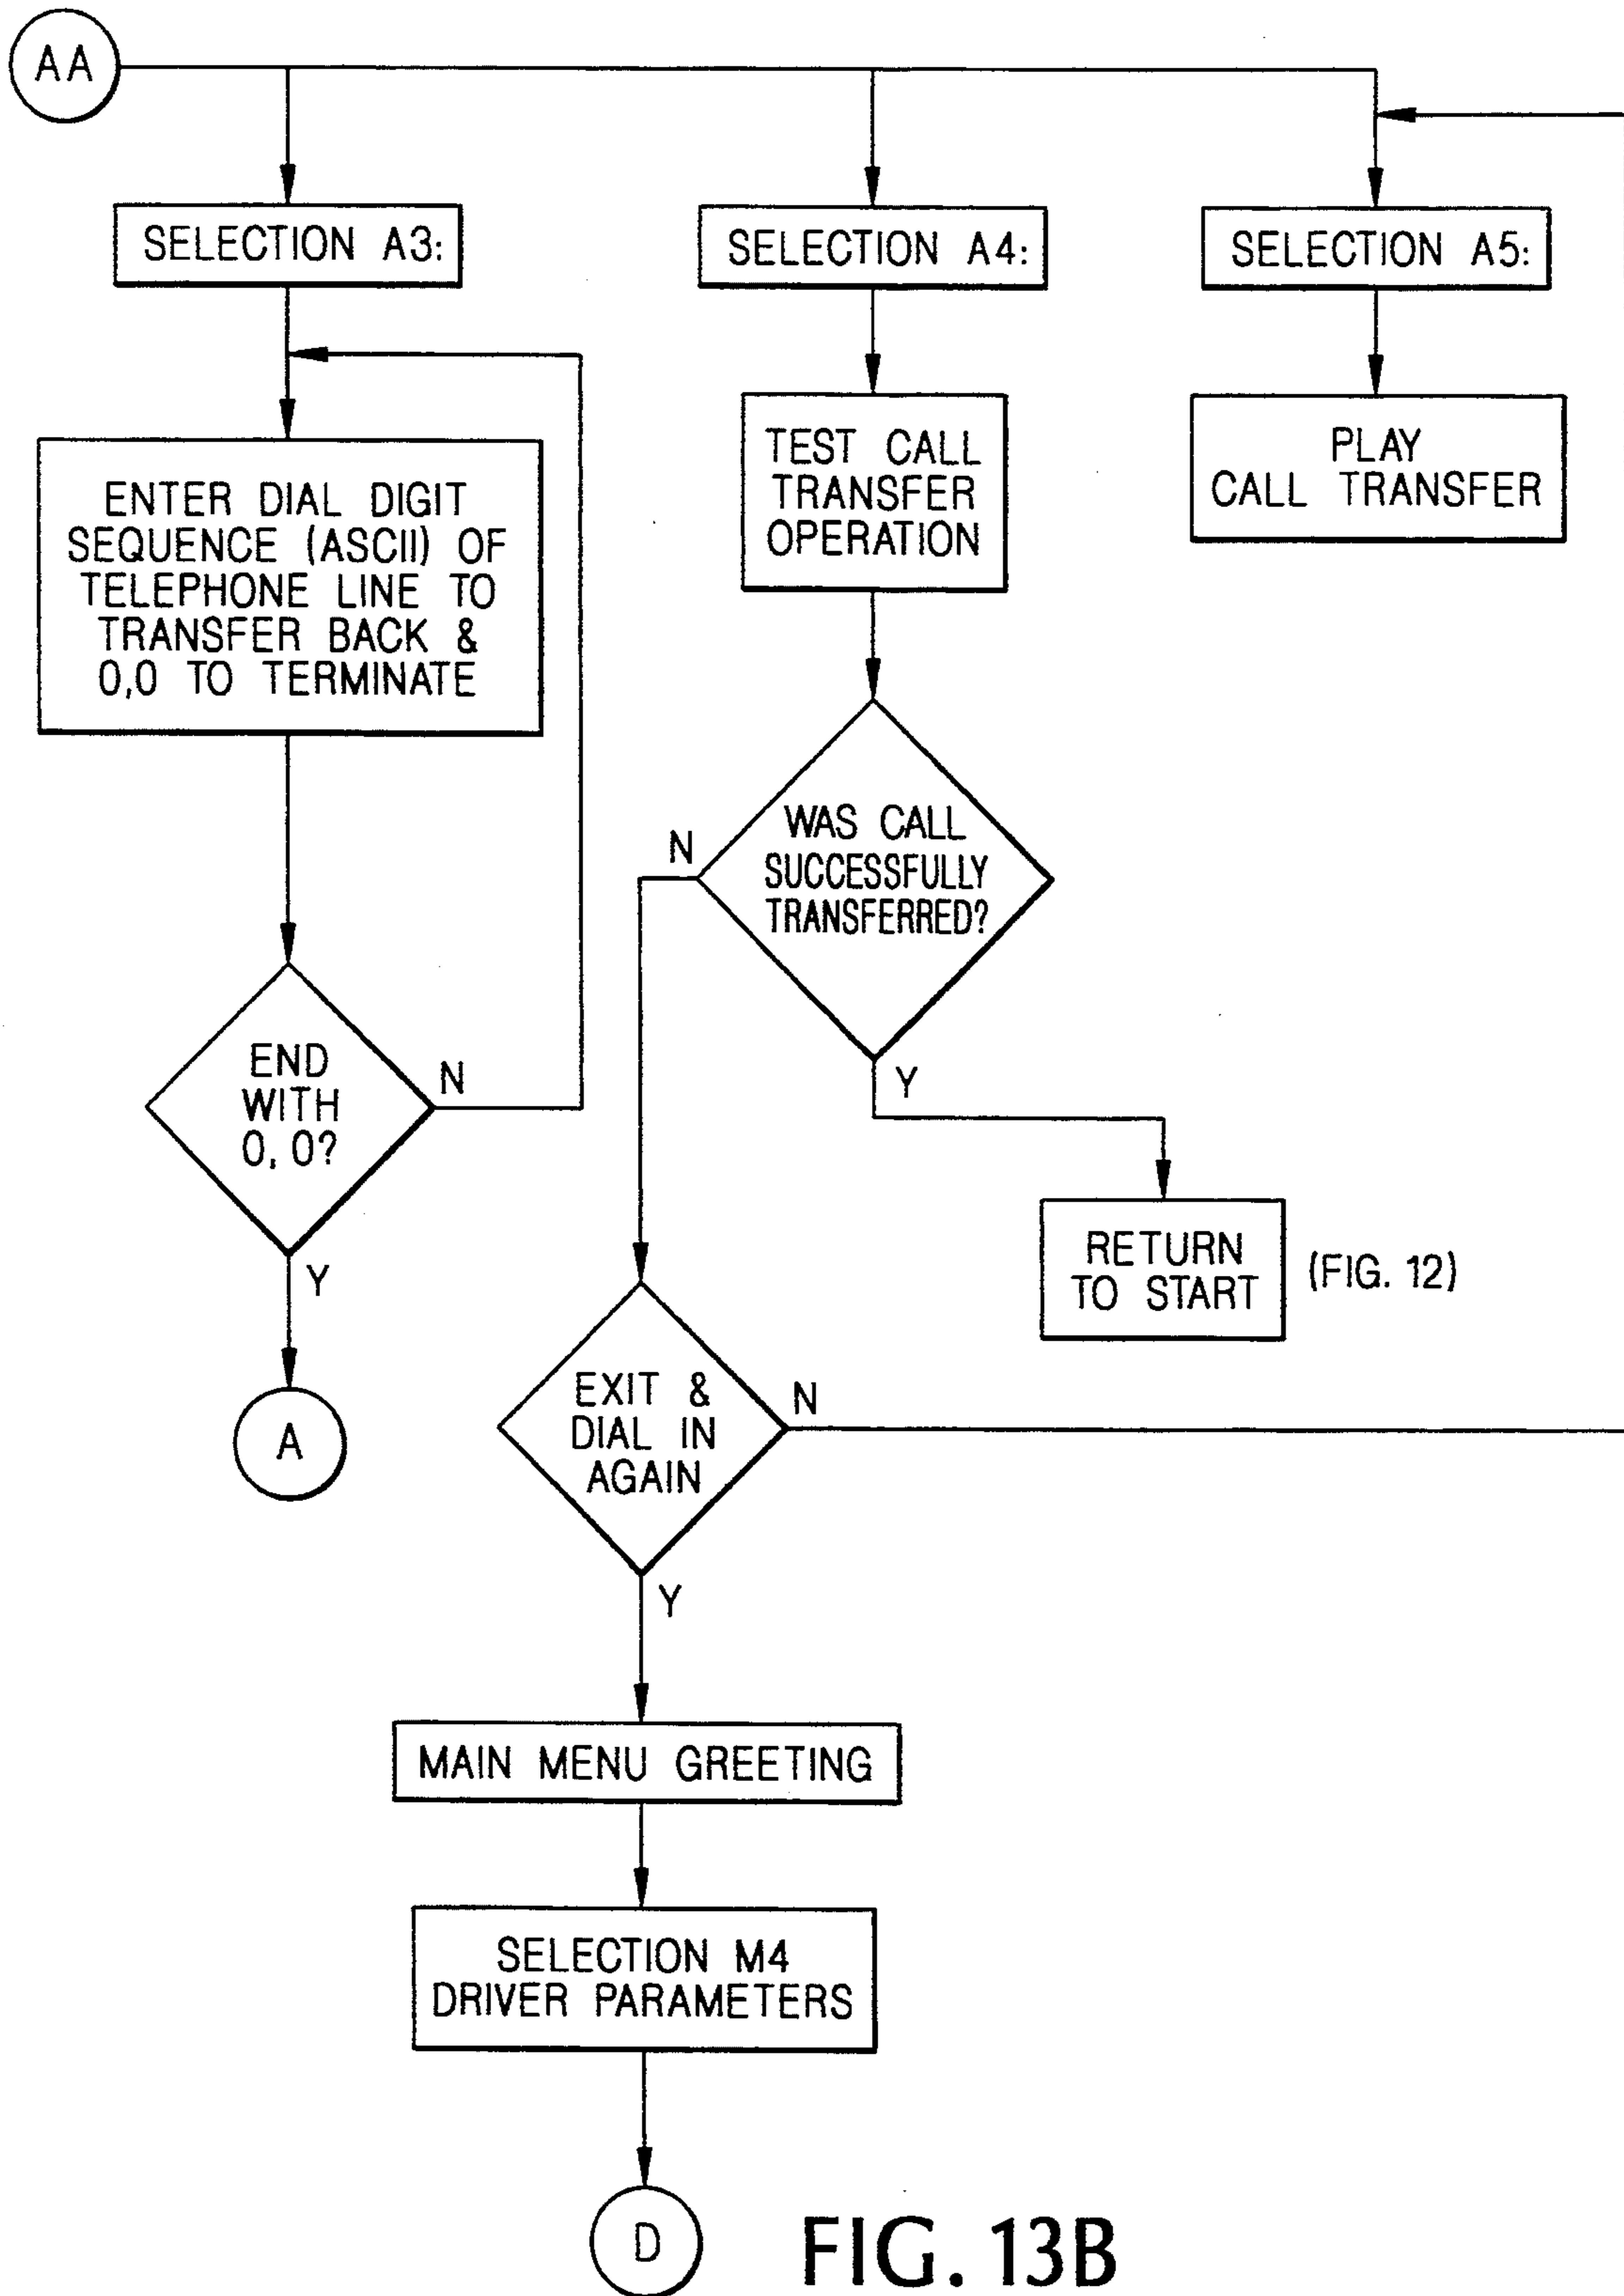 AA
SELECTION A3:
SELECTION A4:
SELECTION A5:
ENTER DIAL DIGIT
SEQUENCE (ASCII) OF
TELEPHONE LINE TO
TRANSFER BACK &
0,0 TO TERMINATE
TEST CALL
TRANSFER
OPERATION
PLAY
CALL TRANSFER
WAS CALL
SUCCESSFULLY
TRANSFERRED?
N
Y
END
WITH
0, 0?
N
Y
A
RETURN
TO START
(FIG. 12)
EXIT &
DIAL IN
AGAIN
N
Y
MAIN MENU GREETING
SELECTION M4
DRIVER PARAMETERS
D
FIG. 13B